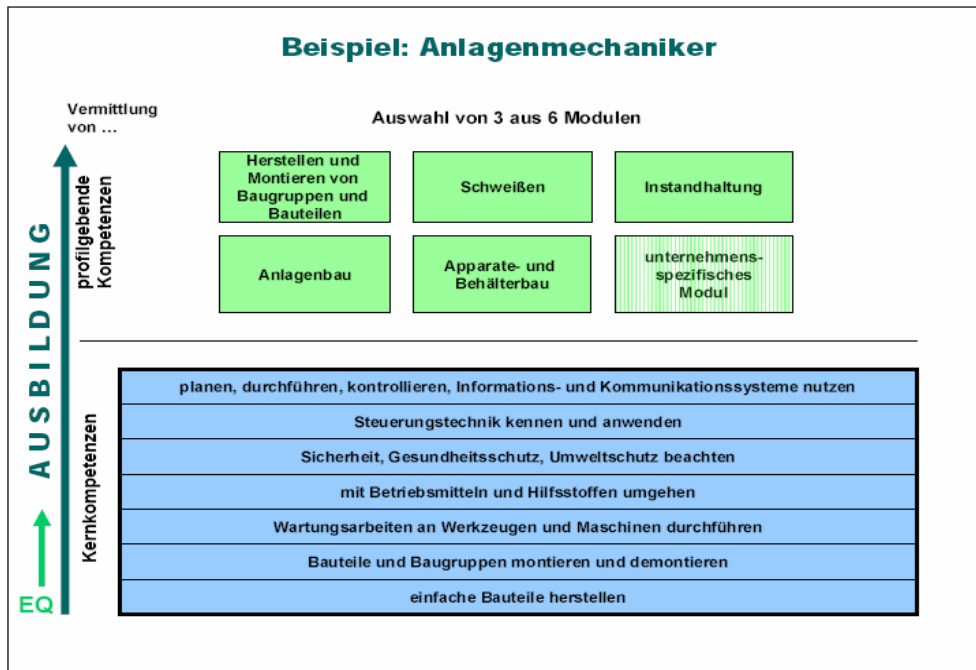 Beispiel: Anlagenmechaniker
Vermittlung
von ...
Auswahl von 3 aus 6 Modulen
AUSBILDUNG
profilgebende
Kompetenzen
Herstellen und
Montieren von
Baugruppen und
Bauteilen
Schweißen
Instandhaltung
Anlagenbau
Apparate- und
Behälterbau
unternehmens-
spezifisches
Modul
Kernkompetenzen
planen, durchführen, kontrollieren, Informations- und Kommunikationssysteme nutzen
Steuerungstechnik kennen und anwenden
Sicherheit, Gesundheitsschutz, Umweltschutz beachten
mit Betriebsmitteln und Hilfsstoffen umgehen
Wartungsarbeiten an Werkzeugen und Maschinen durchführen
Bauteile und Baugruppen montieren und demontieren
einfache Bauteile herstellen
EQ